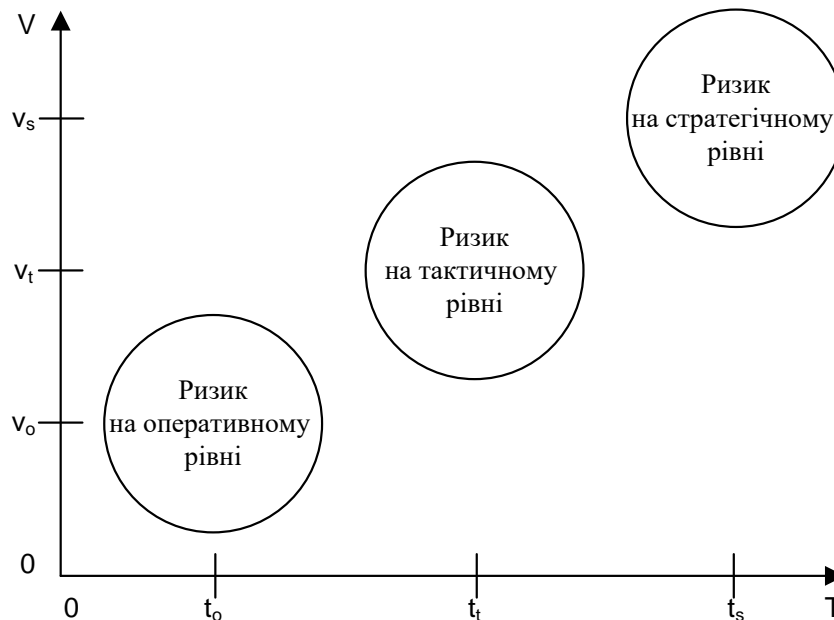 V
Ризик
на стратегічному
рівні
vs
Ризик
на тактичному
рівні
vt
Ризик
на оперативному
рівні
vo
0
0
to
tt
ts
T